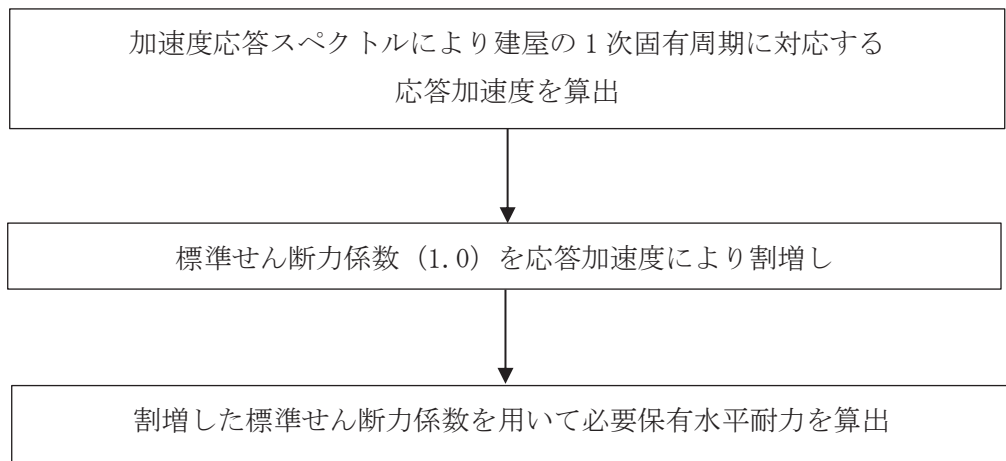 加速度応答スペクトルにより建屋の1次固有周期に対応する
応答加速度を算出
標準せん断力係数（1.0）を応答加速度により割増し
割増した標準せん断力係数を用いて必要保有水平耐力を算出